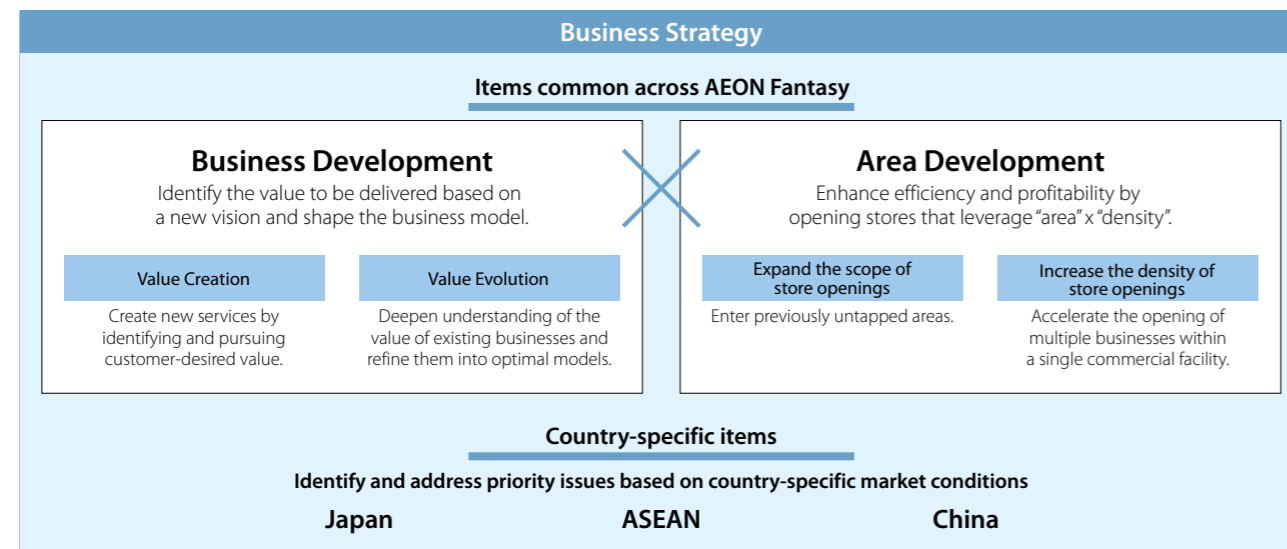 Business Strategy
Items common across AEON Fantasy
Business Development
Identify the value to be delivered based on
a new vision and shape the business model.
Value Creation
Create new services by
identifying and pursuing
customer-desired value.
Value Evolution
Deepen understanding of the
value of existing businesses and
refine them into optimal models.
Area Development
Enhance efficiency and profitability by
opening stores that leverage “area” x “density”.
Expand the scope of
store openings
Enter previously untapped areas.
Increase the density of
store openings
Accelerate the opening of
multiple businesses within
a single commercial facility.
Country-specific items
Identify and address priority issues based on country-specific market conditions
Japan
ASEAN
China